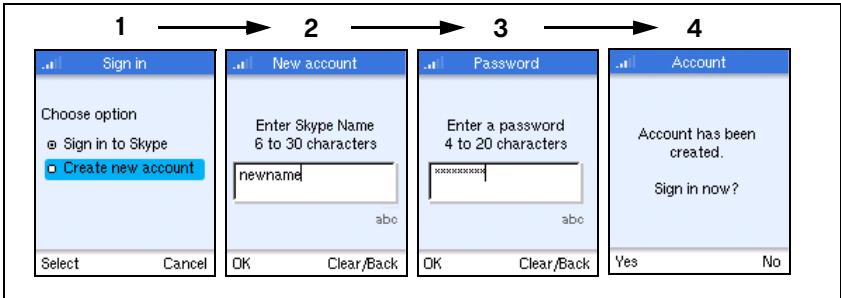 1 2 3 4
Sign in
Choose option
Sign in to Skype
Create new account
Select Cancel
New account
Enter Skype Name
6 to 30 characters
newname
abc
OK Clear/Back
Password
Enter a password
4 to 20 characters
*********
abc
OK Clear/Back
Account
Account has been
created.
Sign in now?
Yes No